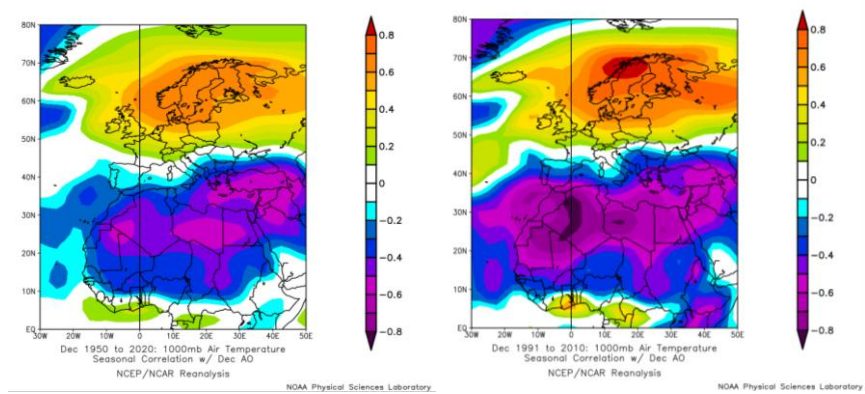 80N
70N
60N
50N
40N
30N
20N
10N
EQ
30W 20W 10W 0 10E 20E 30E 40E 50E
0.8
0.6
0.4
0.2
0
−0.2
−0.4
−0.6
−0.8
Dec 1950 to 2020: 1000mb Air Temperature
Seasonal Correlation w/ Dec AO
NCEP/NCAR Reanalysis
NOAA Physical Sciences Laboratory
80N
70N
60N
50N
40N
30N
20N
10N
EQ
30W 20W 10W 0 10E 20E 30E 40E 50E
0.8
0.6
0.4
0.2
0
−0.2
−0.4
−0.6
−0.8
Dec 1991 to 2010: 1000mb Air Temperature
Seasonal Correlation w/ Dec AO
NCEP/NCAR Reanalysis
NOAA Physical Sciences Laboratory